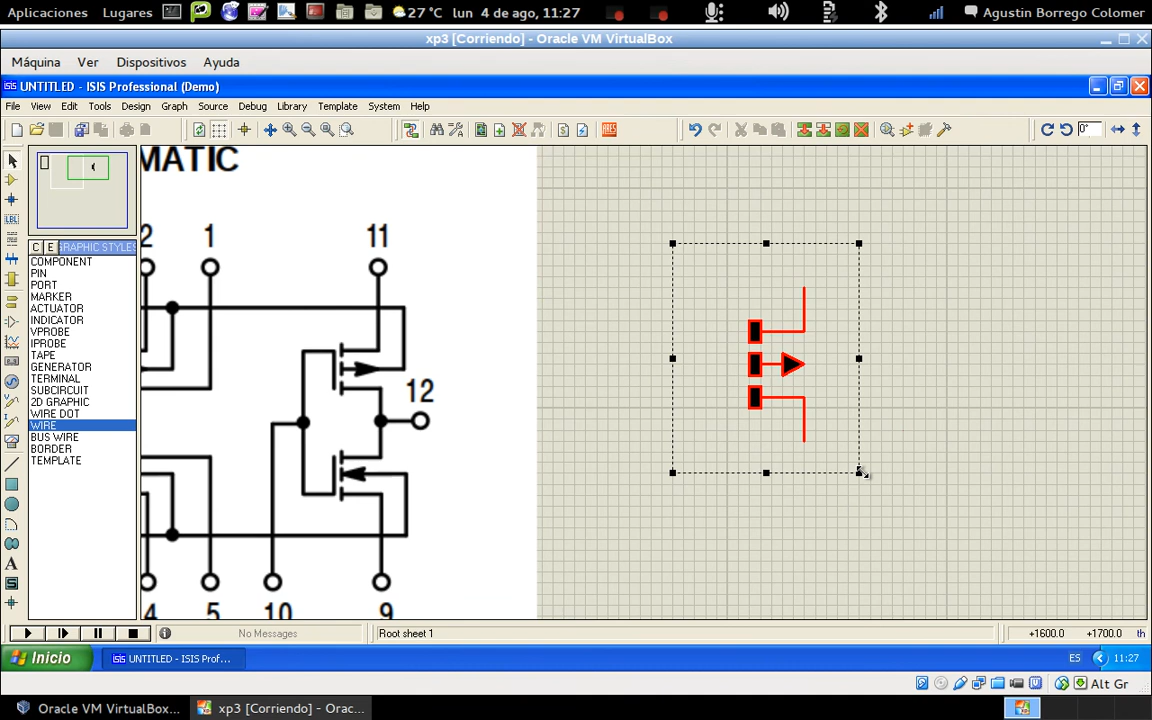 Aplicaciones Lugares 27 °C lun 4 de ago, 11:27 Agustin Borrego Colomer
xp3 [Corriendo] - Oracle VM VirtualBox
Máquina Ver Dispositivos Ayuda
UNTITLED - ISIS Professional (Demo)
File View Edit Tools Design Graph Source Debug Library Template System Help
0°
MATIC
2 1 11
C E GRAPHIC STYLES
COMPONENT
PIN
PORT
MARKER
ACTUATOR
INDICATOR
VPROBE
IPROBE
TAPE
GENERATOR
TERMINAL
SUBCIRCUIT
2D GRAPHIC
WIRE DOT
WIRE
BUS WIRE
BORDER
TEMPLATE
LBL
12
4 5 10 9
No Messages Root sheet 1 +1600.0 +1700.0 th
Inicio UNTITLED - ISIS Prof... ES 11:27
Alt Gr
Oracle VM VirtualBox... xp3 [Corriendo] - Orac...